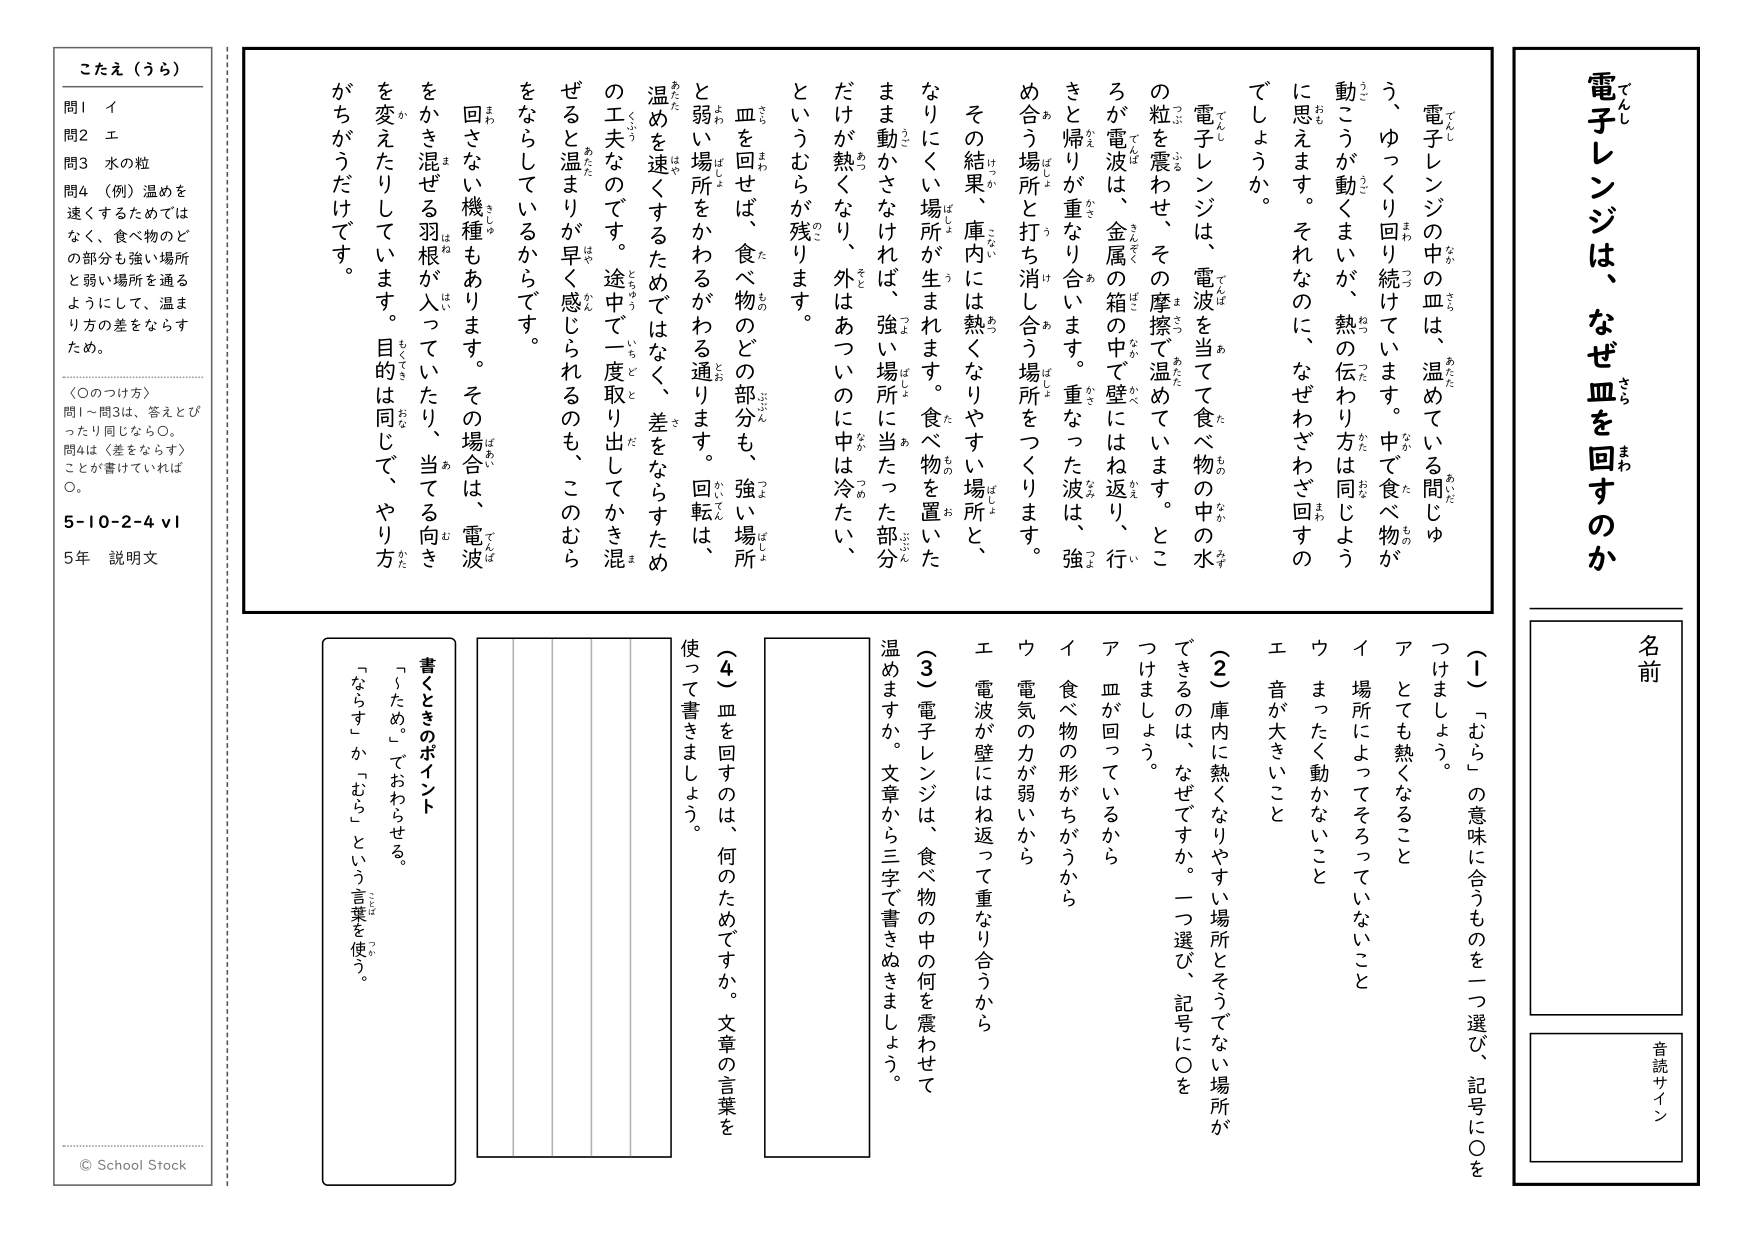 電子レンジは、なぜ皿を回すのか
名前
音読サイン
電子レンジの中の皿は、温めている間じゅ
う、ゆっくり回り続けています。中で食べ物が
動こうが動くまいが、熱の伝わり方は同じよう
に思えます。それなのに、なぜわざわざ回すの
でしょうか。
電子レンジは、電波を当てて食べ物の中の水
の粒を震わせ、その摩擦で温めています。とこ
ろが電波は、金属の箱の中で壁にはね返り、行
きと帰りが重なり合います。重なった波は、強
め合う場所と打ち消し合う場所をつくります。
その結果、庫内には熱くなりやすい場所と、
なりにくい場所が生まれます。食べ物を置いた
まま動かさなければ、強い場所に当たった部分
だけが熱くなり、外はあついのに中は冷たい、
というむらが残ります。
皿を回せば、食べ物のどの部分も、強い場所
と弱い場所をかわるがわる通ります。回転は、
温めを速くするためではなく、差をならすため
の工夫なのです。途中で一度取り出してかき混
ぜると温まりが早く感じられるのも、このむら
をならしているからです。
回さない機種もあります。その場合は、電波
をかき混ぜる羽根が入っていたり、当てる向き
を変えたりしています。目的は同じで、やり方
がちがうだけです。
(1)「むら」の意味に合うものを一つ選び、記号に○を
つけましょう。
ア　とても熱くなること
イ　場所によってそろっていないこと
ウ　まったく動かないこと
エ　音が大きいこと
(2)庫内に熱くなりやすい場所とそうでない場所が
できるのは、なぜですか。一つ選び、記号に○を
つけましょう。
ア　皿が回っているから
イ　食べ物の形がちがうから
ウ　電気の力が弱いから
エ　電波が壁にはね返って重なり合うから
(3)電子レンジは、食べ物の中の何を震わせて
温めますか。文章から三字で書きぬきましょう。
(4)皿を回すのは、何のためですか。文章の言葉を
使って書きましょう。
書くときのポイント
「～ため。」でおわらせる。
「ならす」か「むら」という言葉を使う。
こたえ（うら）
問1　イ
問2　エ
問3　水の粒
問4　（例）温めを
速くするためでは
なく、食べ物のど
の部分も強い場所
と弱い場所を通る
ようにして、温ま
り方の差をならす
ため。
〈○のつけ方〉
問1～問3は、答えとぴ
ったり同じなら○。
問4は〈差をならす〉
ことが書けていれば
○。
5-10-2-4 v1
5年　説明文
© School Stock